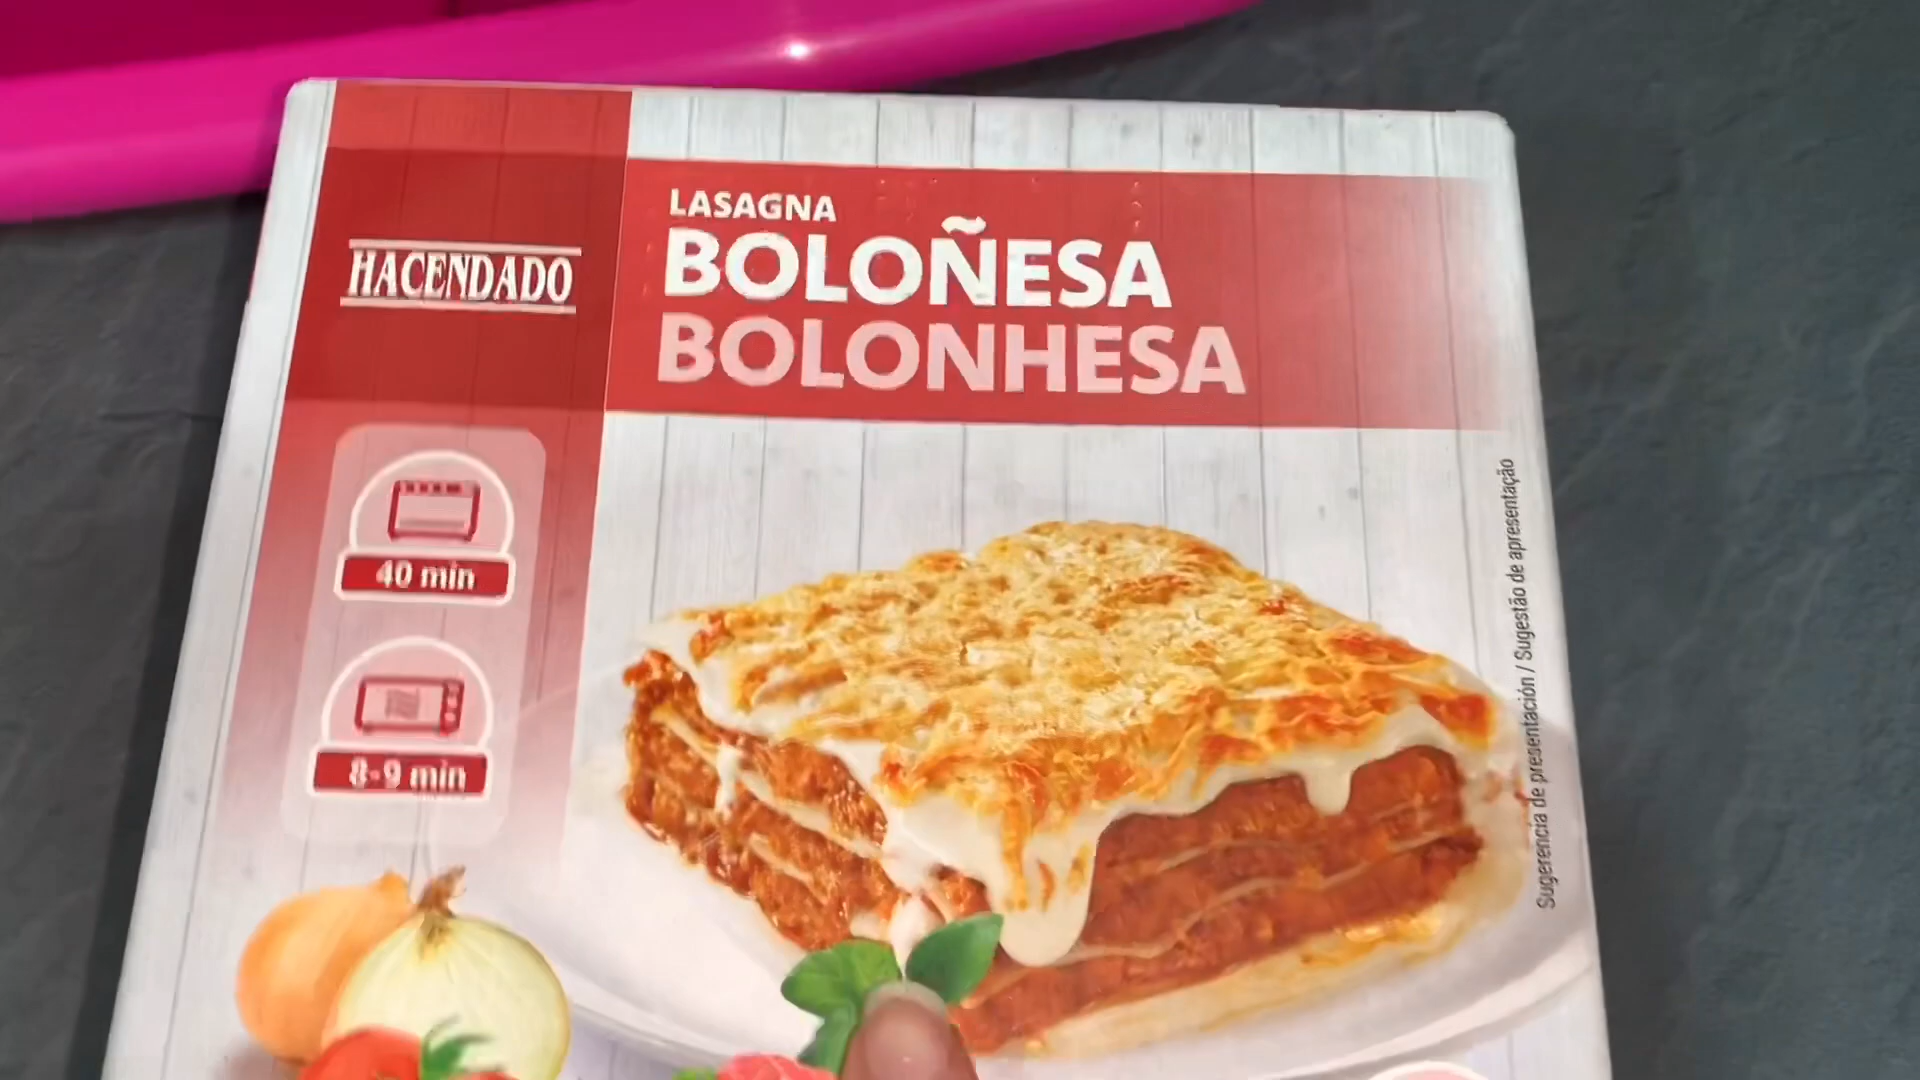 HACENDADO
LASAGNA
BOLOÑESA
BOLONHESA
40 min
8-9 min
Sugerencia de presentación / Sugestão de apresentação